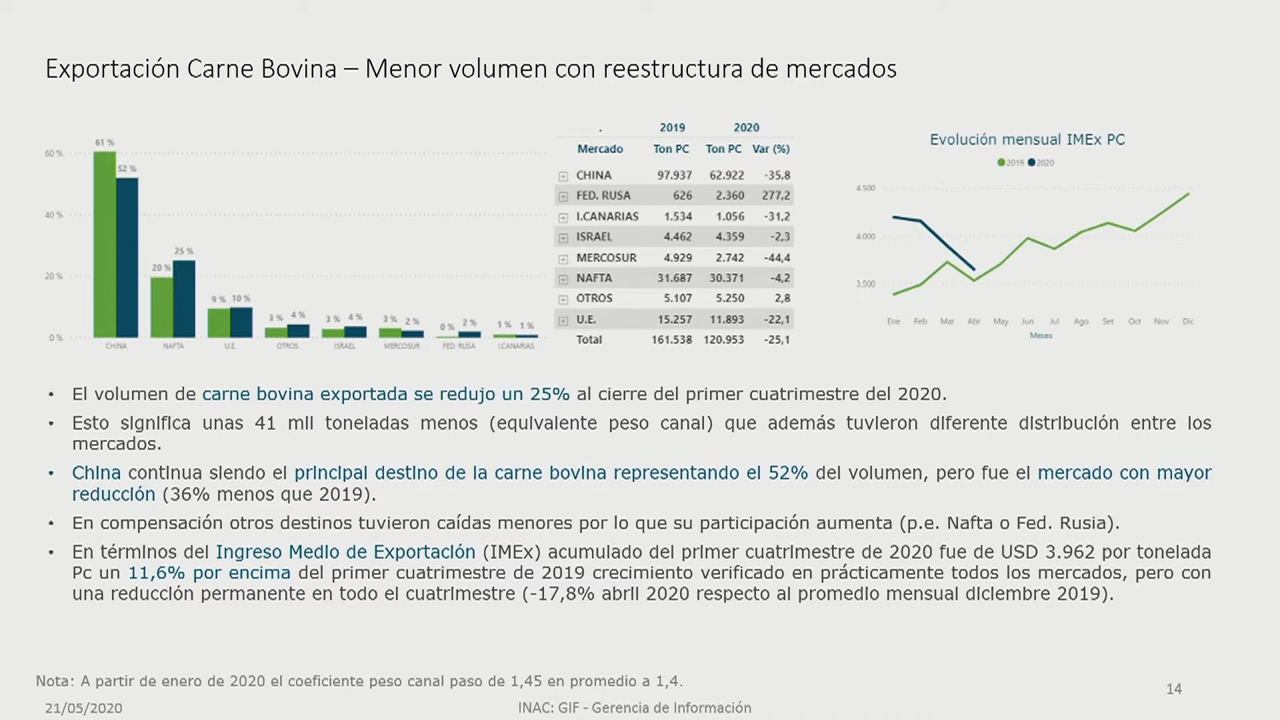 Exportación Carne Bovina – Menor volumen con reestructura de mercados
61 %
52 %
20 %
25 %
9 %
10 %
3 %
4 %
3 %
4 %
3 %
2 %
0 %
2 %
1 %
1 %
60 %
40 %
20 %
0 %
CHINA
NAFTA
U.E.
OTROS
ISRAEL
MERCOSUR
FED. RUSA
I.CANARIAS
. 2019 2020
Mercado Ton PC Ton PC Var (%)
CHINA 97.937 62.922 -35,8
FED. RUSA 626 2.360 277,2
I.CANARIAS 1.534 1.056 -31,2
ISRAEL 4.462 4.359 -2,3
MERCOSUR 4.929 2.742 -44,4
NAFTA 31.687 30.371 -4,2
OTROS 5.107 5.250 2,8
U.E. 15.257 11.893 -22,1
Total 161.538 120.953 -25,1
Evolución mensual IMEx PC
2019 2020
4.500
4.000
3.500
Ene Feb Mar Abr May Jun Jul Ago Set Oct Nov Dic
Meses
• El volumen de carne bovina exportada se redujo un 25% al cierre del primer cuatrimestre del 2020.
• Esto significa unas 41 mil toneladas menos (equivalente peso canal) que además tuvieron diferente distribución entre los
mercados.
• China continua siendo el principal destino de la carne bovina representando el 52% del volumen, pero fue el mercado con mayor
reducción (36% menos que 2019).
• En compensación otros destinos tuvieron caídas menores por lo que su participación aumenta (p.e. Nafta o Fed. Rusia).
• En términos del Ingreso Medio de Exportación (IMEx) acumulado del primer cuatrimestre de 2020 fue de USD 3.962 por tonelada
Pc un 11,6% por encima del primer cuatrimestre de 2019 crecimiento verificado en prácticamente todos los mercados, pero con
una reducción permanente en todo el cuatrimestre (-17,8% abril 2020 respecto al promedio mensual diciembre 2019).
Nota: A partir de enero de 2020 el coeficiente peso canal paso de 1,45 en promedio a 1,4.
14
21/05/2020
INAC: GIF - Gerencia de Información